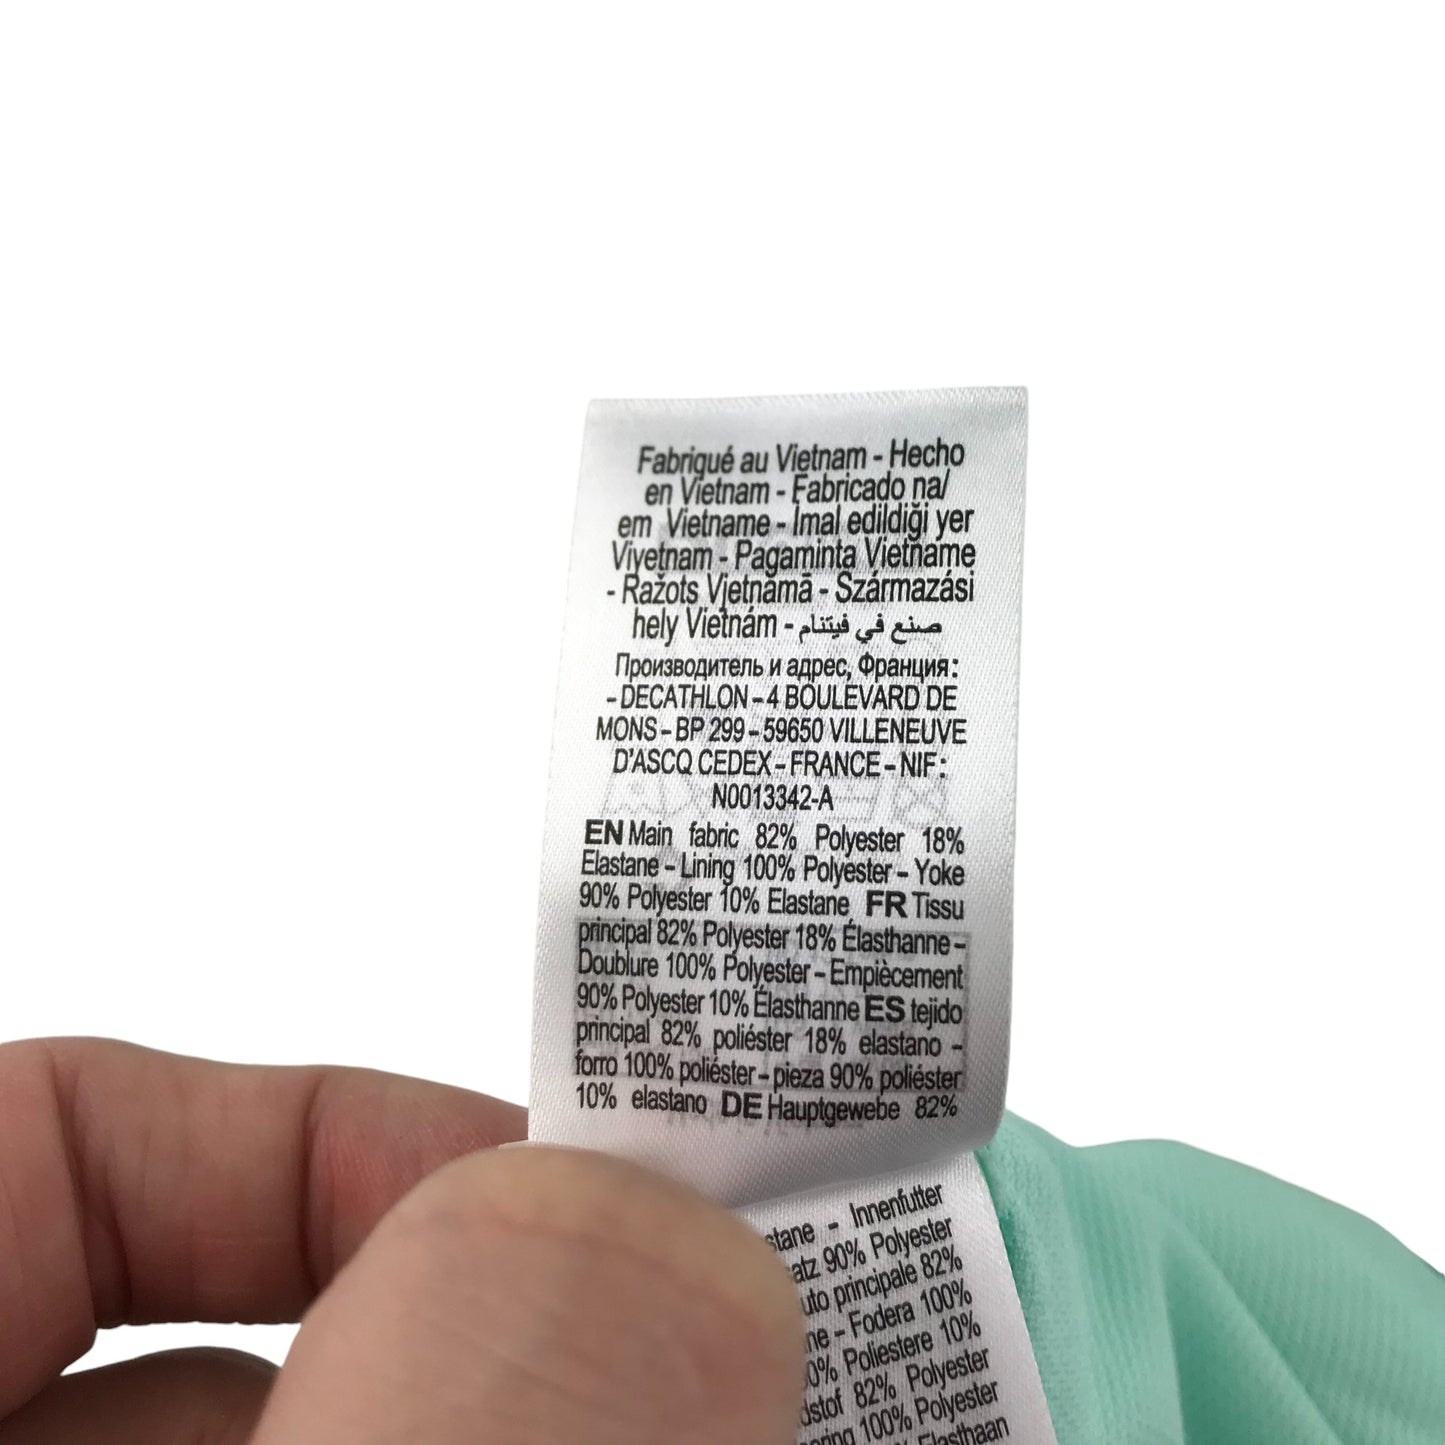 Fabriqué au Vietnam - Hecho
en Vietnam - Fabricado na/
em Vietname - İmal edildiği yer
Viyetnam - Pagaminta Vietname
- Ražots Vjetnāmā - Származási
hely Vietnám - صنع في فيتنام
Производитель и адрес, Франция:
- DECATHLON - 4 BOULEVARD DE
MONS - BP 299 - 59650 VILLENEUVE
D'ASCQ CEDEX - FRANCE - NIF:
N0013342-A
EN Main fabric 82% Polyester 18%
Elastane - Lining 100% Polyester - Yoke
90% Polyester 10% Elastane FR Tissu
principal 82% Polyester 18% Élasthanne -
Doublure 100% Polyester - Empiècement
90% Polyester 10% Élasthanne ES tejido
principal 82% poliéster 18% elastano -
forro 100% poliéster - pieza 90% poliéster
10% elastano DE Hauptgewebe 82%
- Innenfutter
90% Polyester
principale 82%
- Fodera 100%
Poliestere 10%
82% Polyester
100% Polyester
Elasthaan